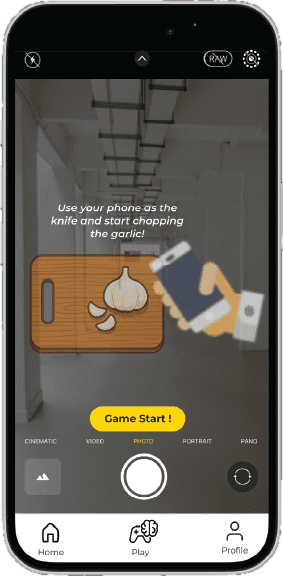 RAW
Use your phone as the
knife and start chopping
the garlic!
Game Start !
CINEMATIC VIDEO PHOTO PORTRAIT PANO
Home Play Profile